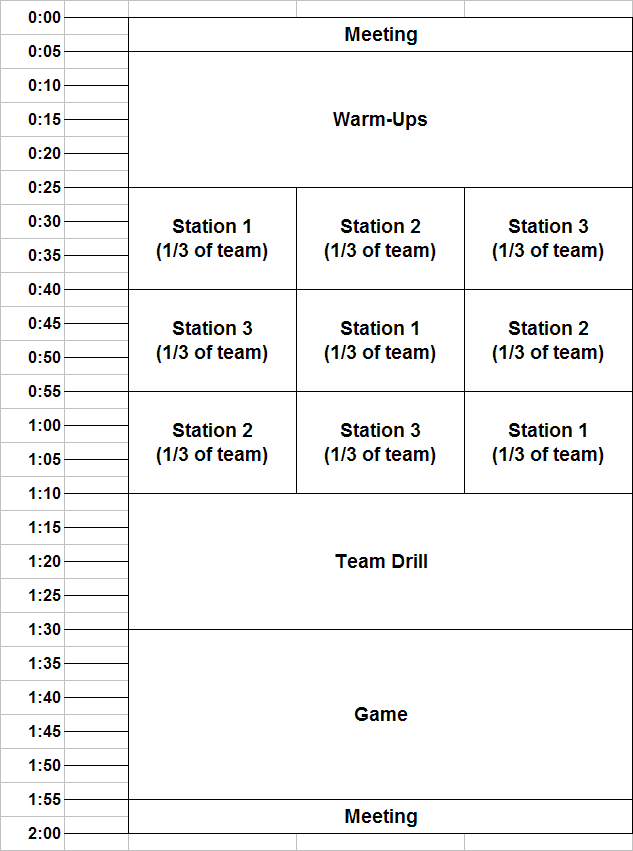 0:00
Meeting
0:05
0:10
0:15
Warm-Ups
0:20
0:25
0:30
Station 1
Station 2
Station 3
(1/3 of team)
(1/3 of team)
(1/3 of team)
0:35
0:40
0:45
Station 3
Station 1
Station 2
(1/3 of team)
(1/3 of team)
(1/3 of team)
0:50
0:55
1:00
Station 2
Station 3
Station 1
(1/3 of team)
(1/3 of team)
(1/3 of team)
1:05
1:10
1:15
1:20
Team Drill
1:25
1:30
1:35
1:40
Game
1:45
1:50
1:55
Meeting
2:00